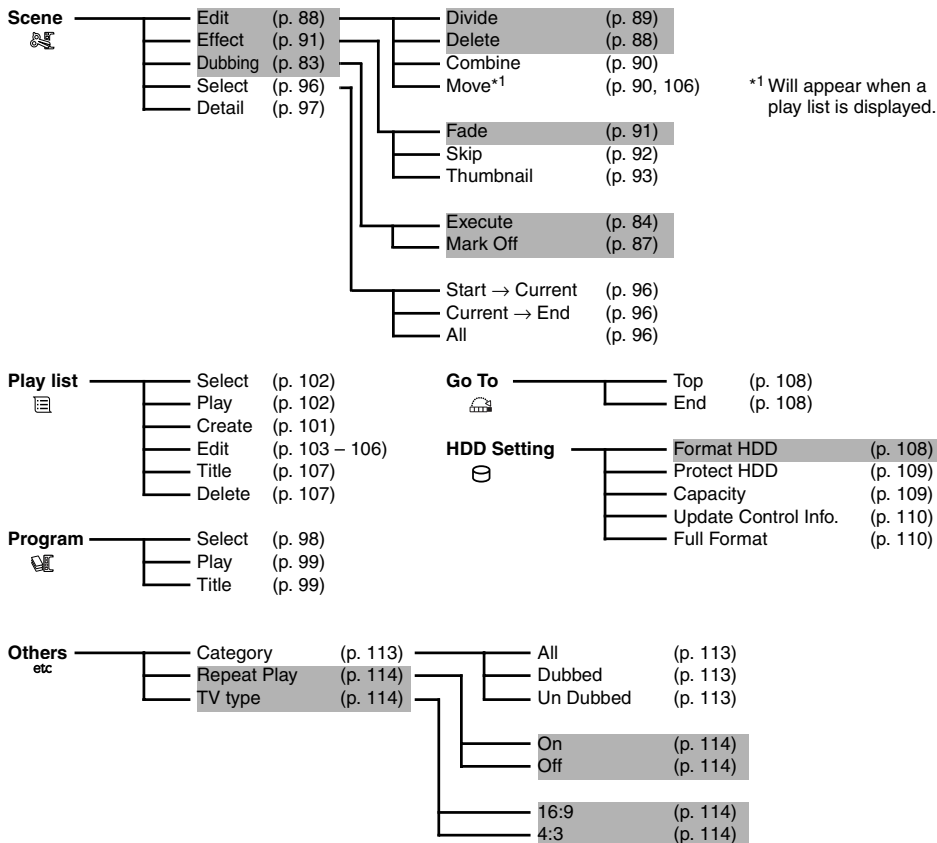 Scene
Edit (p. 88)
Effect (p. 91)
Dubbing (p. 83)
Select (p. 96)
Detail (p. 97)
Divide (p. 89)
Delete (p. 88)
Combine (p. 90)
Move*1 (p. 90, 106)
*1 Will appear when a
play list is displayed.
Fade (p. 91)
Skip (p. 92)
Thumbnail (p. 93)
Execute (p. 84)
Mark Off (p. 87)
Start → Current (p. 96)
Current → End (p. 96)
All (p. 96)
Play list
Select (p. 102)
Play (p. 102)
Create (p. 101)
Edit (p. 103 – 106)
Title (p. 107)
Delete (p. 107)
Go To
Top (p. 108)
End (p. 108)
HDD Setting
Format HDD (p. 108)
Protect HDD (p. 109)
Capacity (p. 109)
Update Control Info. (p. 110)
Full Format (p. 110)
Program
Select (p. 98)
Play (p. 99)
Title (p. 99)
Others
etc
Category (p. 113)
Repeat Play (p. 114)
TV type (p. 114)
All (p. 113)
Dubbed (p. 113)
Un Dubbed (p. 113)
On (p. 114)
Off (p. 114)
16:9 (p. 114)
4:3 (p. 114)